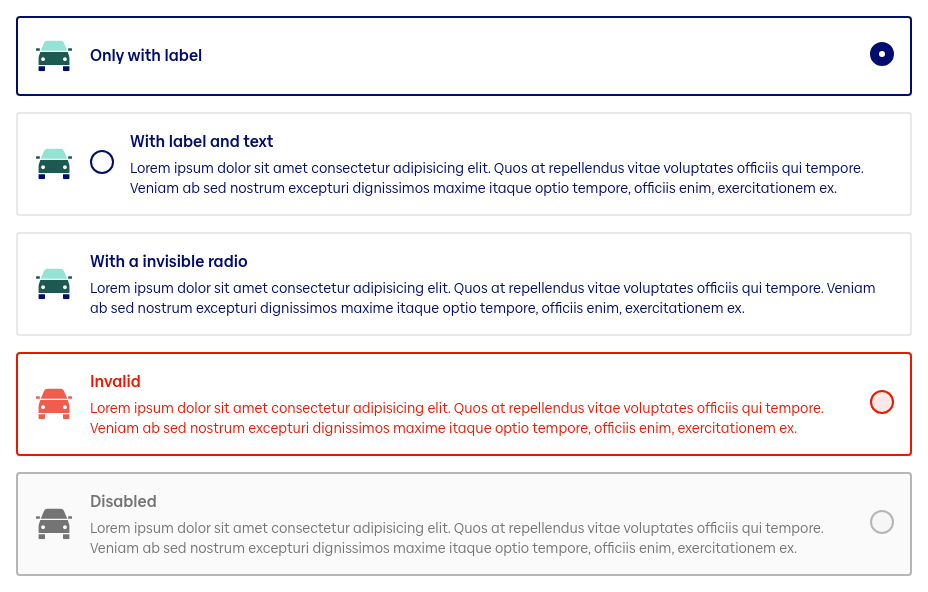 Only with label
With label and text
Lorem ipsum dolor sit amet consectetur adipisicing elit. Quos at repellendus vitae voluptates officiis qui tempore.
Veniam ab sed nostrum excepturi dignissimos maxime itaque optio tempore, officiis enim, exercitationem ex.
With a invisible radio
Lorem ipsum dolor sit amet consectetur adipisicing elit. Quos at repellendus vitae voluptates officiis qui tempore. Veniam
ab sed nostrum excepturi dignissimos maxime itaque optio tempore, officiis enim, exercitationem ex.
Invalid
Lorem ipsum dolor sit amet consectetur adipisicing elit. Quos at repellendus vitae voluptates officiis qui tempore.
Veniam ab sed nostrum excepturi dignissimos maxime itaque optio tempore, officiis enim, exercitationem ex.
Disabled
Lorem ipsum dolor sit amet consectetur adipisicing elit. Quos at repellendus vitae voluptates officiis qui tempore.
Veniam ab sed nostrum excepturi dignissimos maxime itaque optio tempore, officiis enim, exercitationem ex.